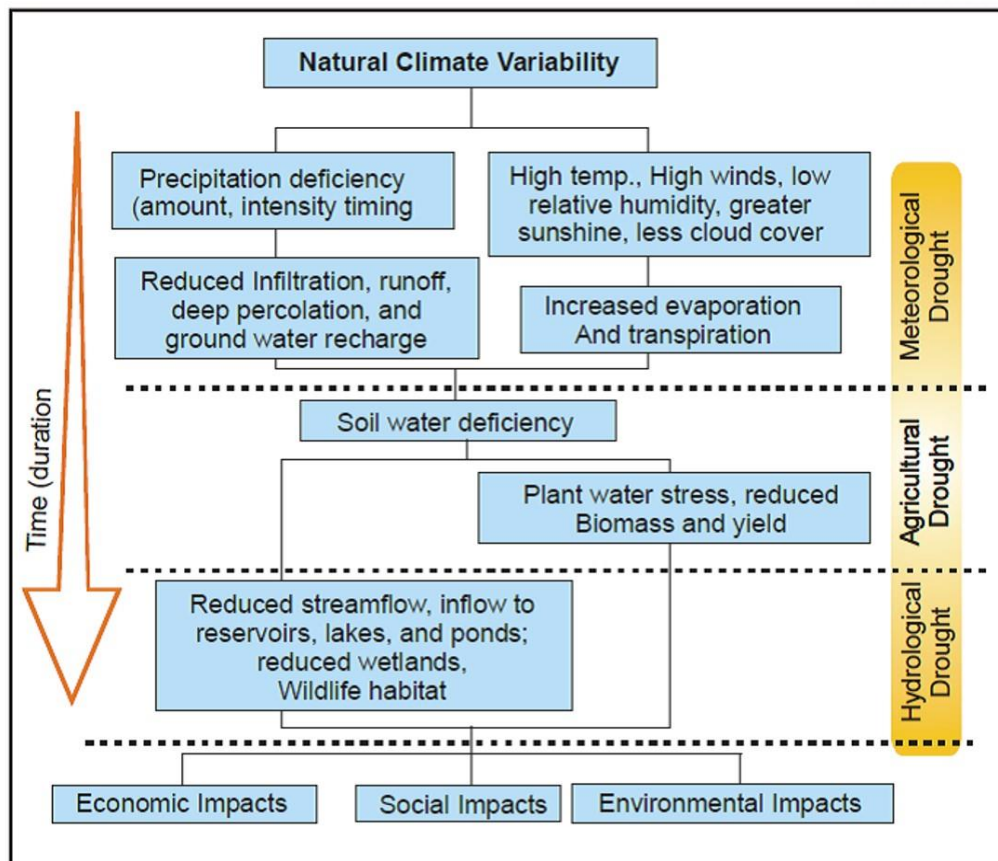 Natural Climate Variability
Precipitation deficiency
(amount, intensity timing
High temp., High winds, low
relative humidity, greater
sunshine, less cloud cover
Reduced Infiltration, runoff,
deep percolation, and
ground water recharge
Increased evaporation
And transpiration
Meteorological
Drought
Soil water deficiency
Plant water stress, reduced
Biomass and yield
Agricultural
Drought
Time (duration
Reduced streamflow, inflow to
reservoirs, lakes, and ponds;
reduced wetlands,
Wildlife habitat
Hydrological
Drought
Economic Impacts
Social Impacts
Environmental Impacts